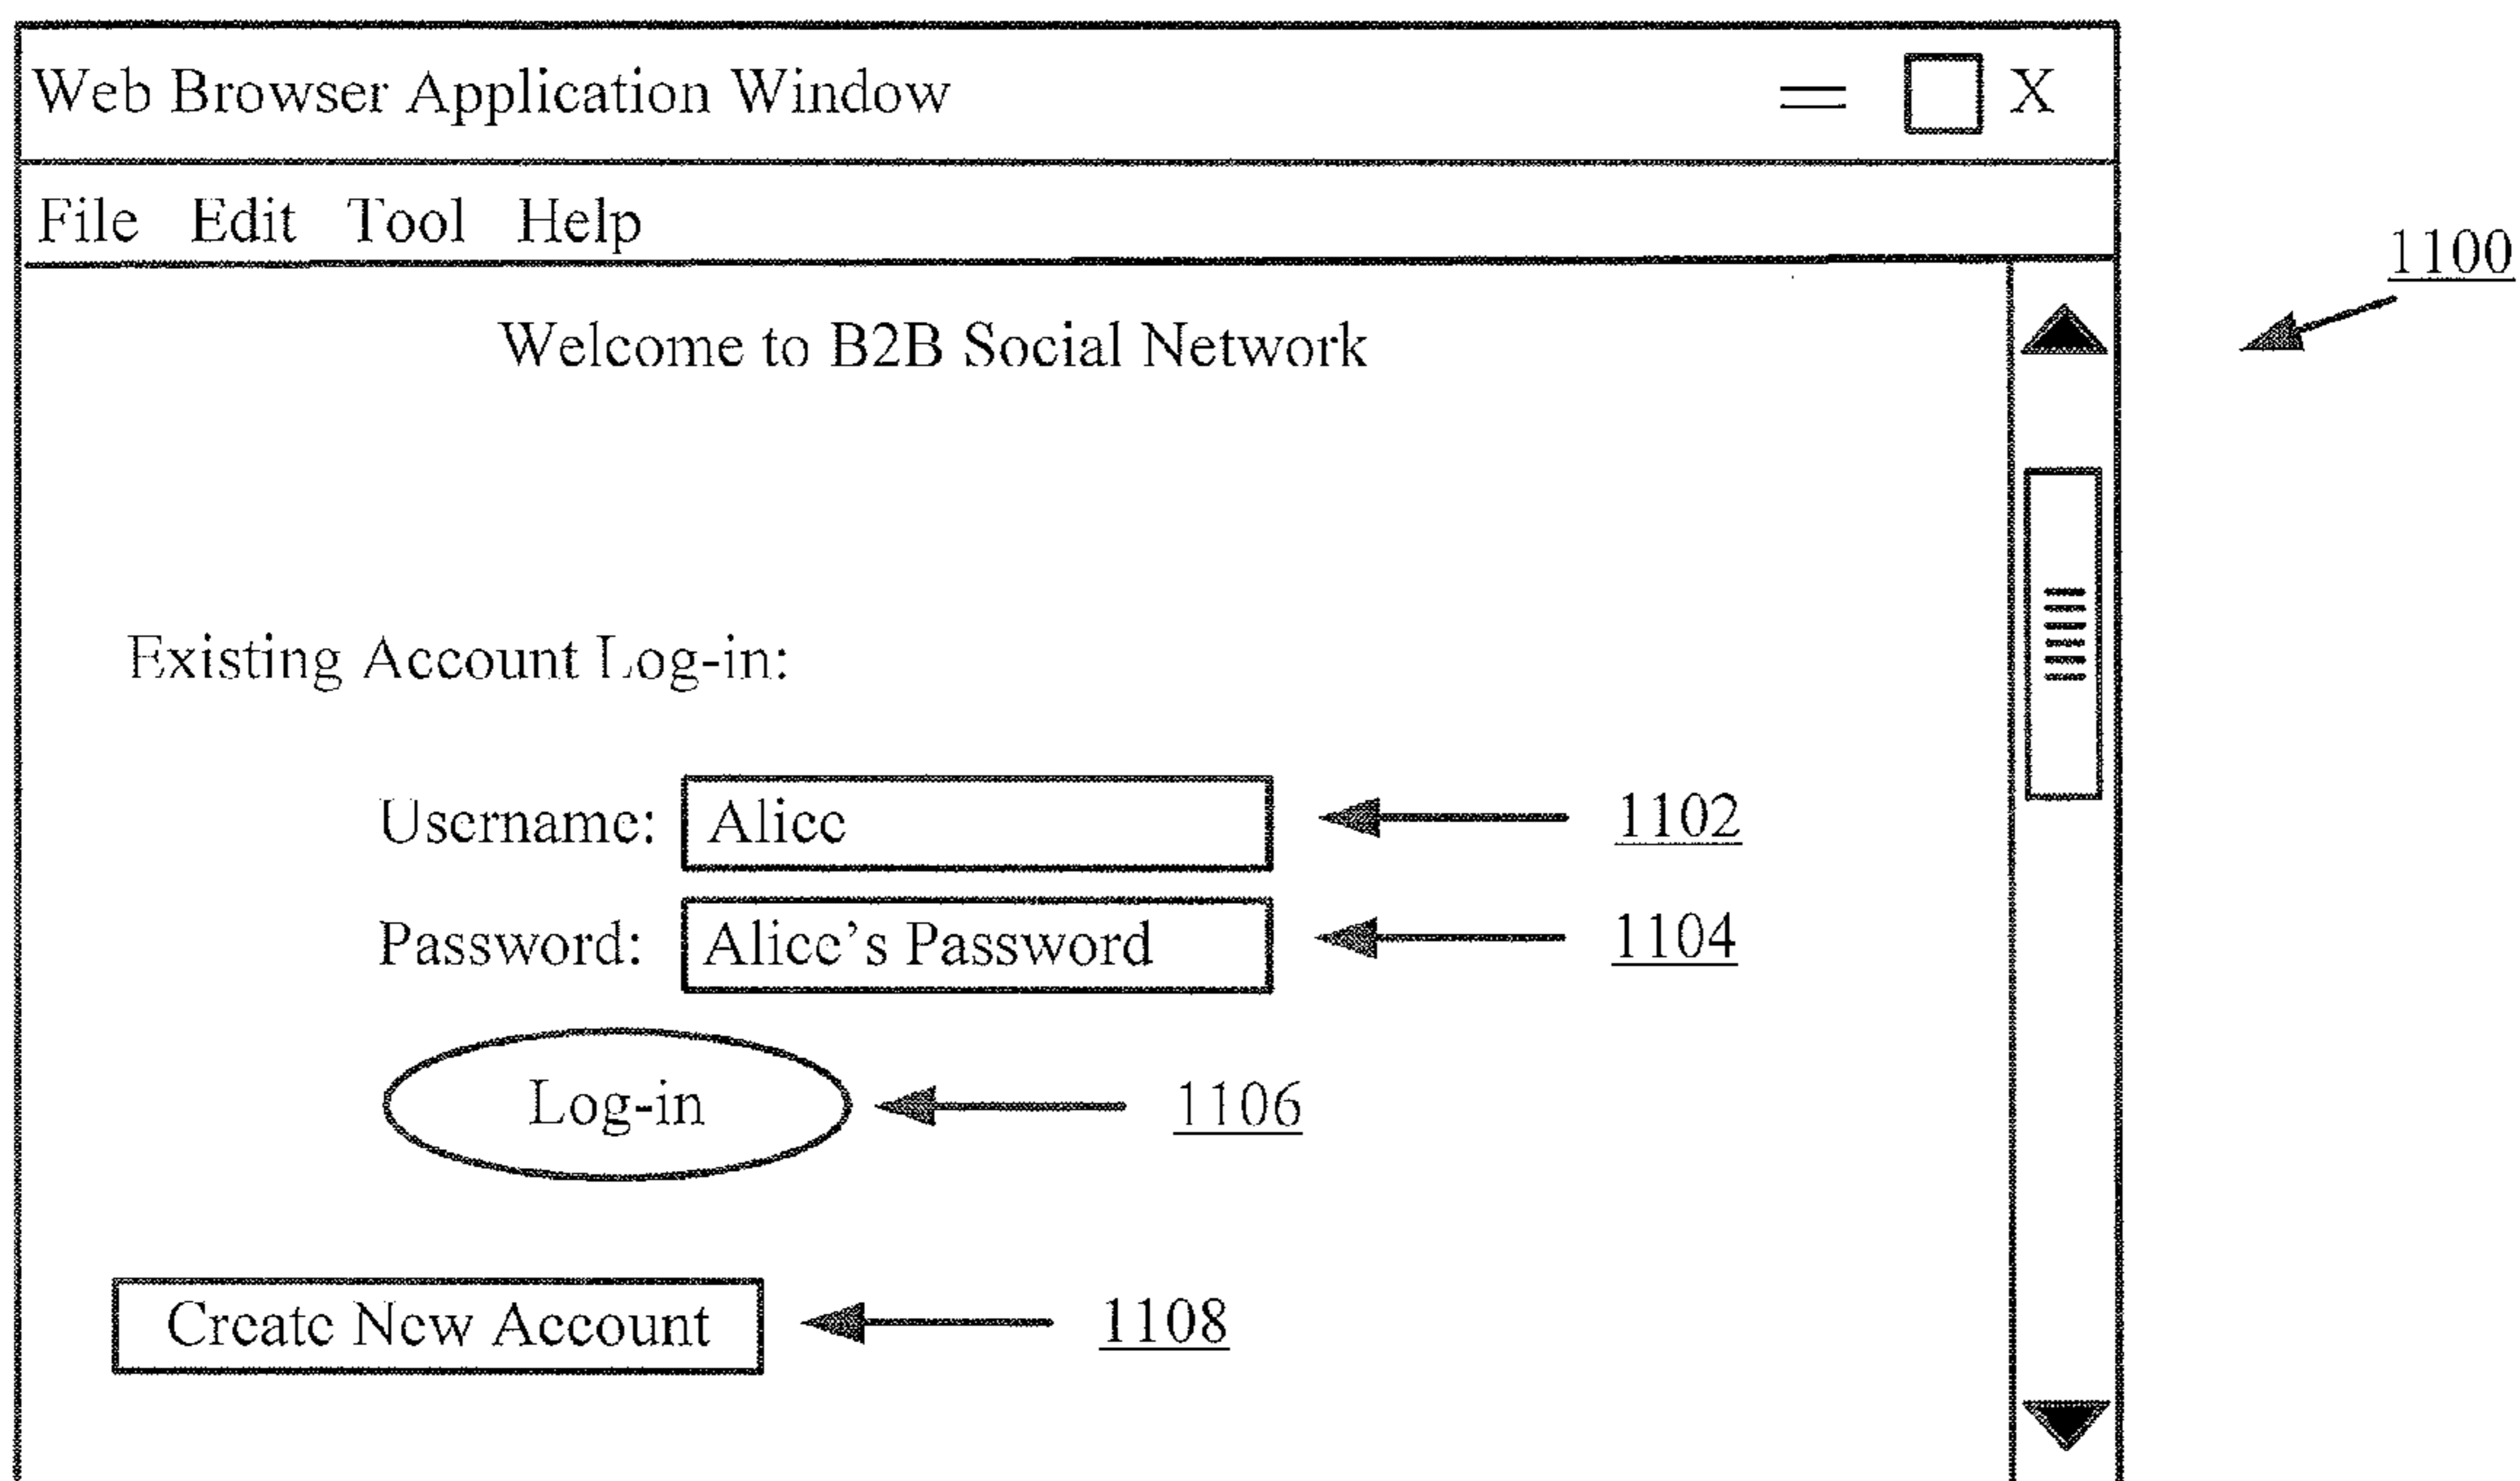 Web Browser Application Window X
File Edit Tool Help
1100
Welcome to B2B Social Network
Existing Account Log-in:
Username: Alice 1102
Password: Alice’s Password 1104
Log-in 1106
Create New Account 1108